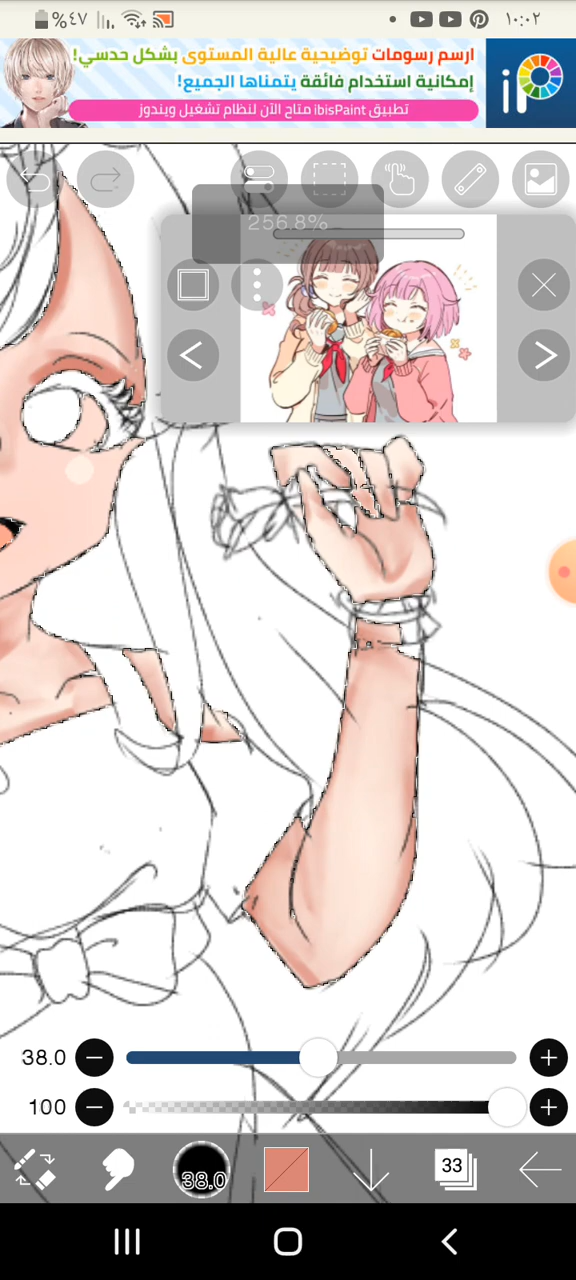 %٤٧
١٠:٠٢
ارسم رسومات توضيحية عالية المستوى بشكل حدسي!
إمكانية استخدام فائقة يتمناها الجميع!
تطبيق ibisPaint متاح الآن لنظام تشغيل ويندوز
iP
256.8%
38.0
100
38.0
33